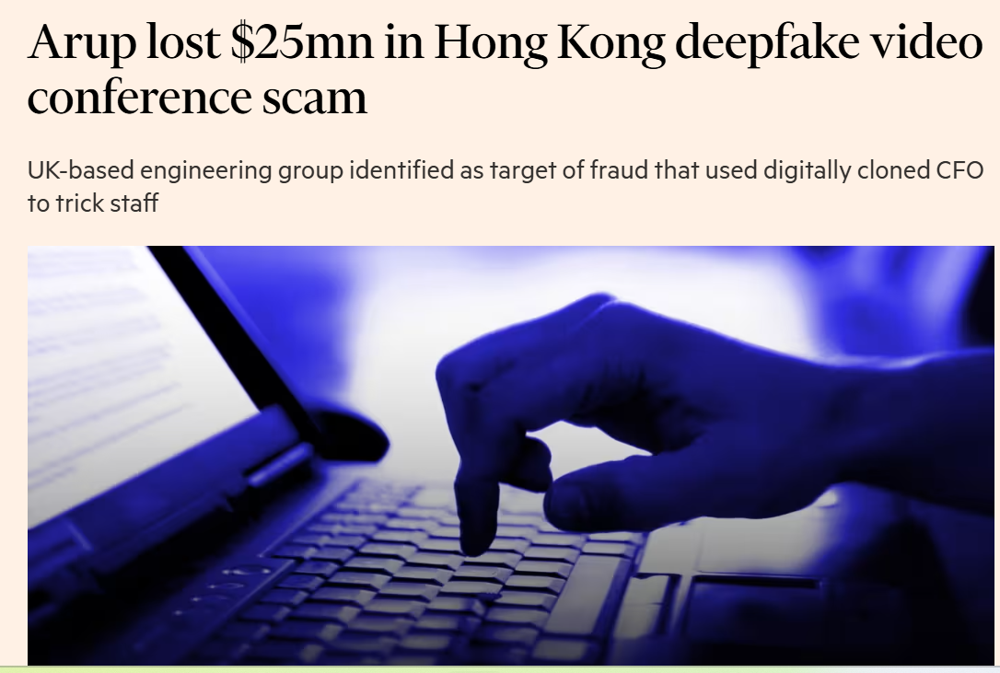 Arup lost $25mn in Hong Kong deepfake video
conference scam
UK-based engineering group identified as target of fraud that used digitally cloned CFO
to trick staff